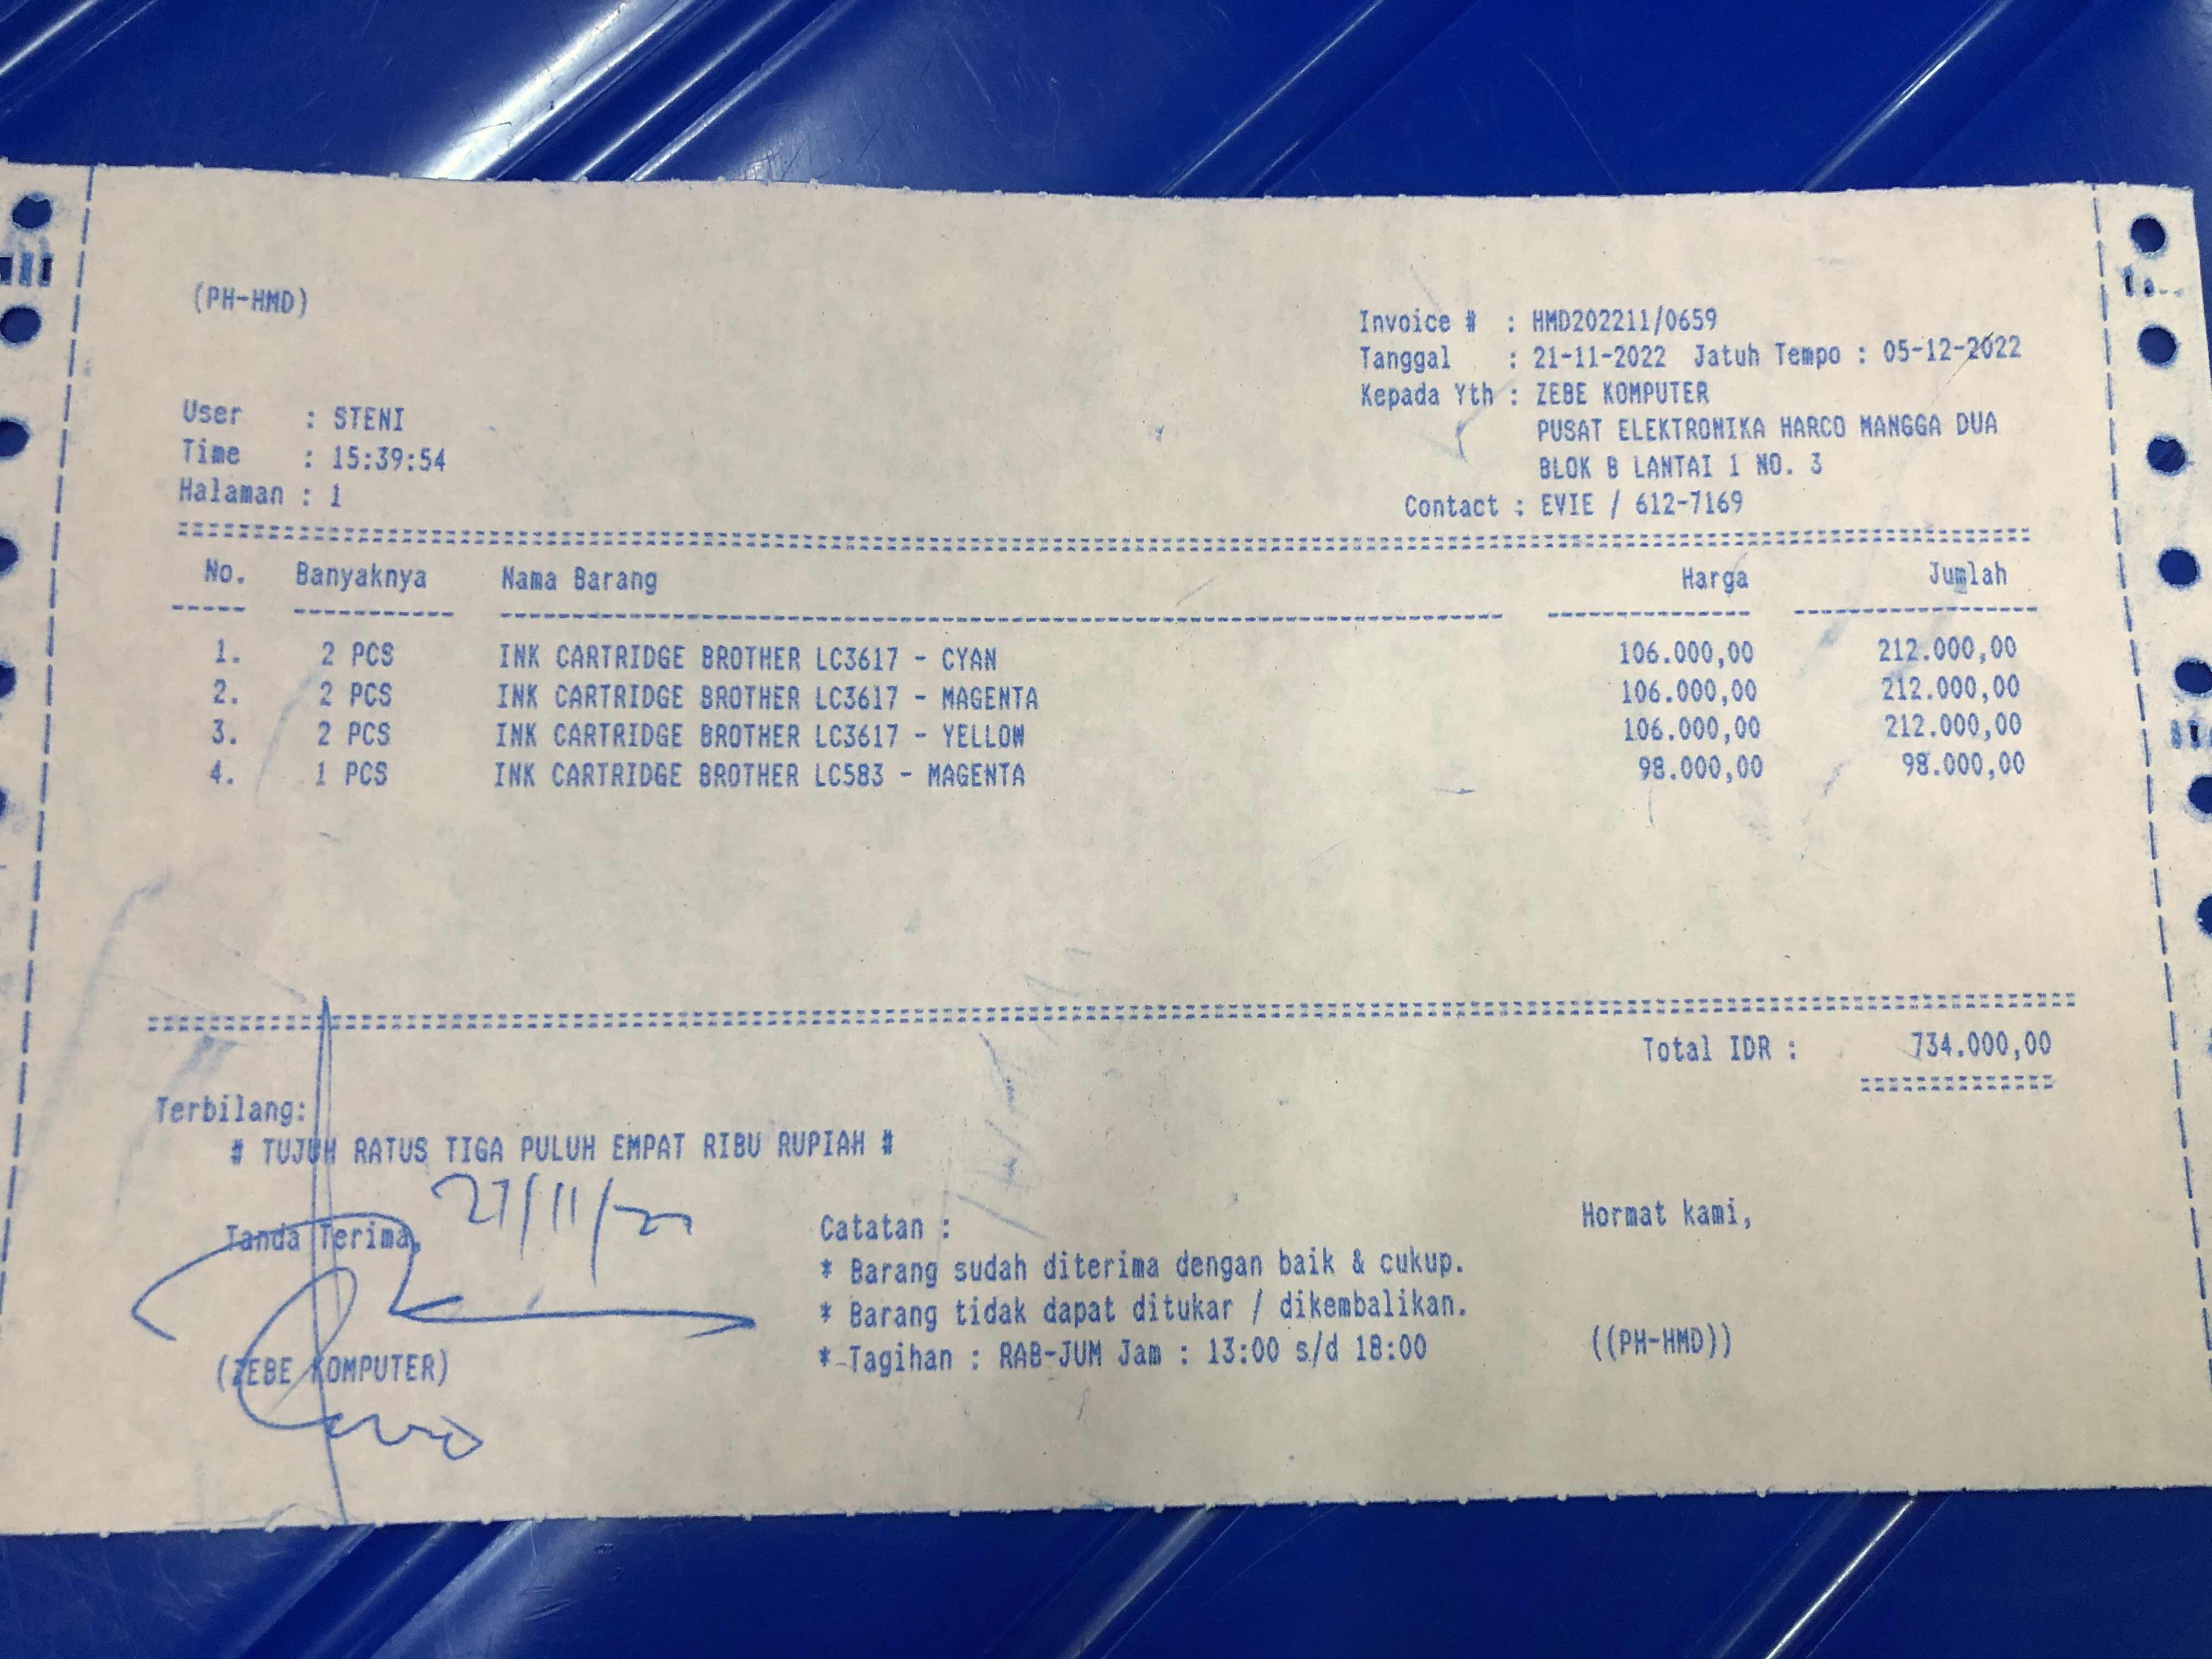 (PH-HMD)
Invoice # : HMD202211/0659
Tanggal : 21-11-2022 Jatuh Tempo : 05-12-2022
Kepada Yth : ZEBE KOMPUTER
PUSAT ELEKTRONIKA HARCO MANGGA DUA
BLOK B LANTAI 1 NO. 3
Contact : EVIE / 612-7169
User : STENI
Time : 15:39:54
Halaman : 1
No. Banyaknya Nama Barang Harga Jumlah
1. 2 PCS INK CARTRIDGE BROTHER LC3617 - CYAN 106.000,00 212.000,00
2. 2 PCS INK CARTRIDGE BROTHER LC3617 - MAGENTA 106.000,00 212.000,00
3. 2 PCS INK CARTRIDGE BROTHER LC3617 - YELLOW 106.000,00 212.000,00
4. 1 PCS INK CARTRIDGE BROTHER LC583 - MAGENTA 98.000,00 98.000,00
Total IDR : 734.000,00
Terbilang:
# TUJUH RATUS TIGA PULUH EMPAT RIBU RUPIAH #
Tanda Terima,
(ZEBE KOMPUTER)
Catatan :
* Barang sudah diterima dengan baik & cukup.
* Barang tidak dapat ditukar / dikembalikan.
* Tagihan : RAB-JUM Jam : 13:00 s/d 18:00
Hormat kami,
((PH-HMD))